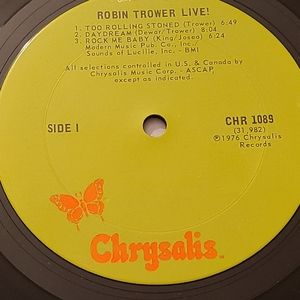 ROBIN TROWER LIVE!
1. TOO ROLLING STONED (Trower) 6:49
2. DAYDREAM (Dewar/Trower) 8:04
3. ROCK ME BABY (King/Josea) 6:24
Modern Music Pub. Co., Inc./
Sounds of Lucille, Inc. - BMI
All selections controlled in U.S. & Canada by
Chrysalis Music Corp. - ASCAP,
except as indicated.
SIDE I
CHR 1089
(31,982)
℗1976 Chrysalis
Records
Chrysalis™